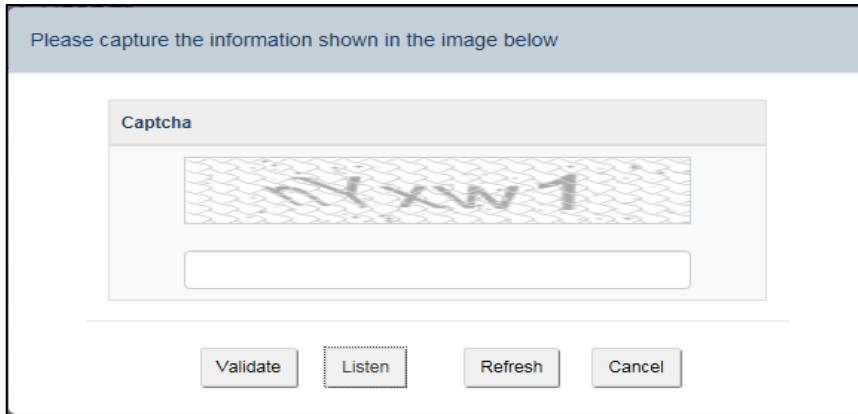 Please capture the information shown in the image below
Captcha
Validate Listen Refresh Cancel